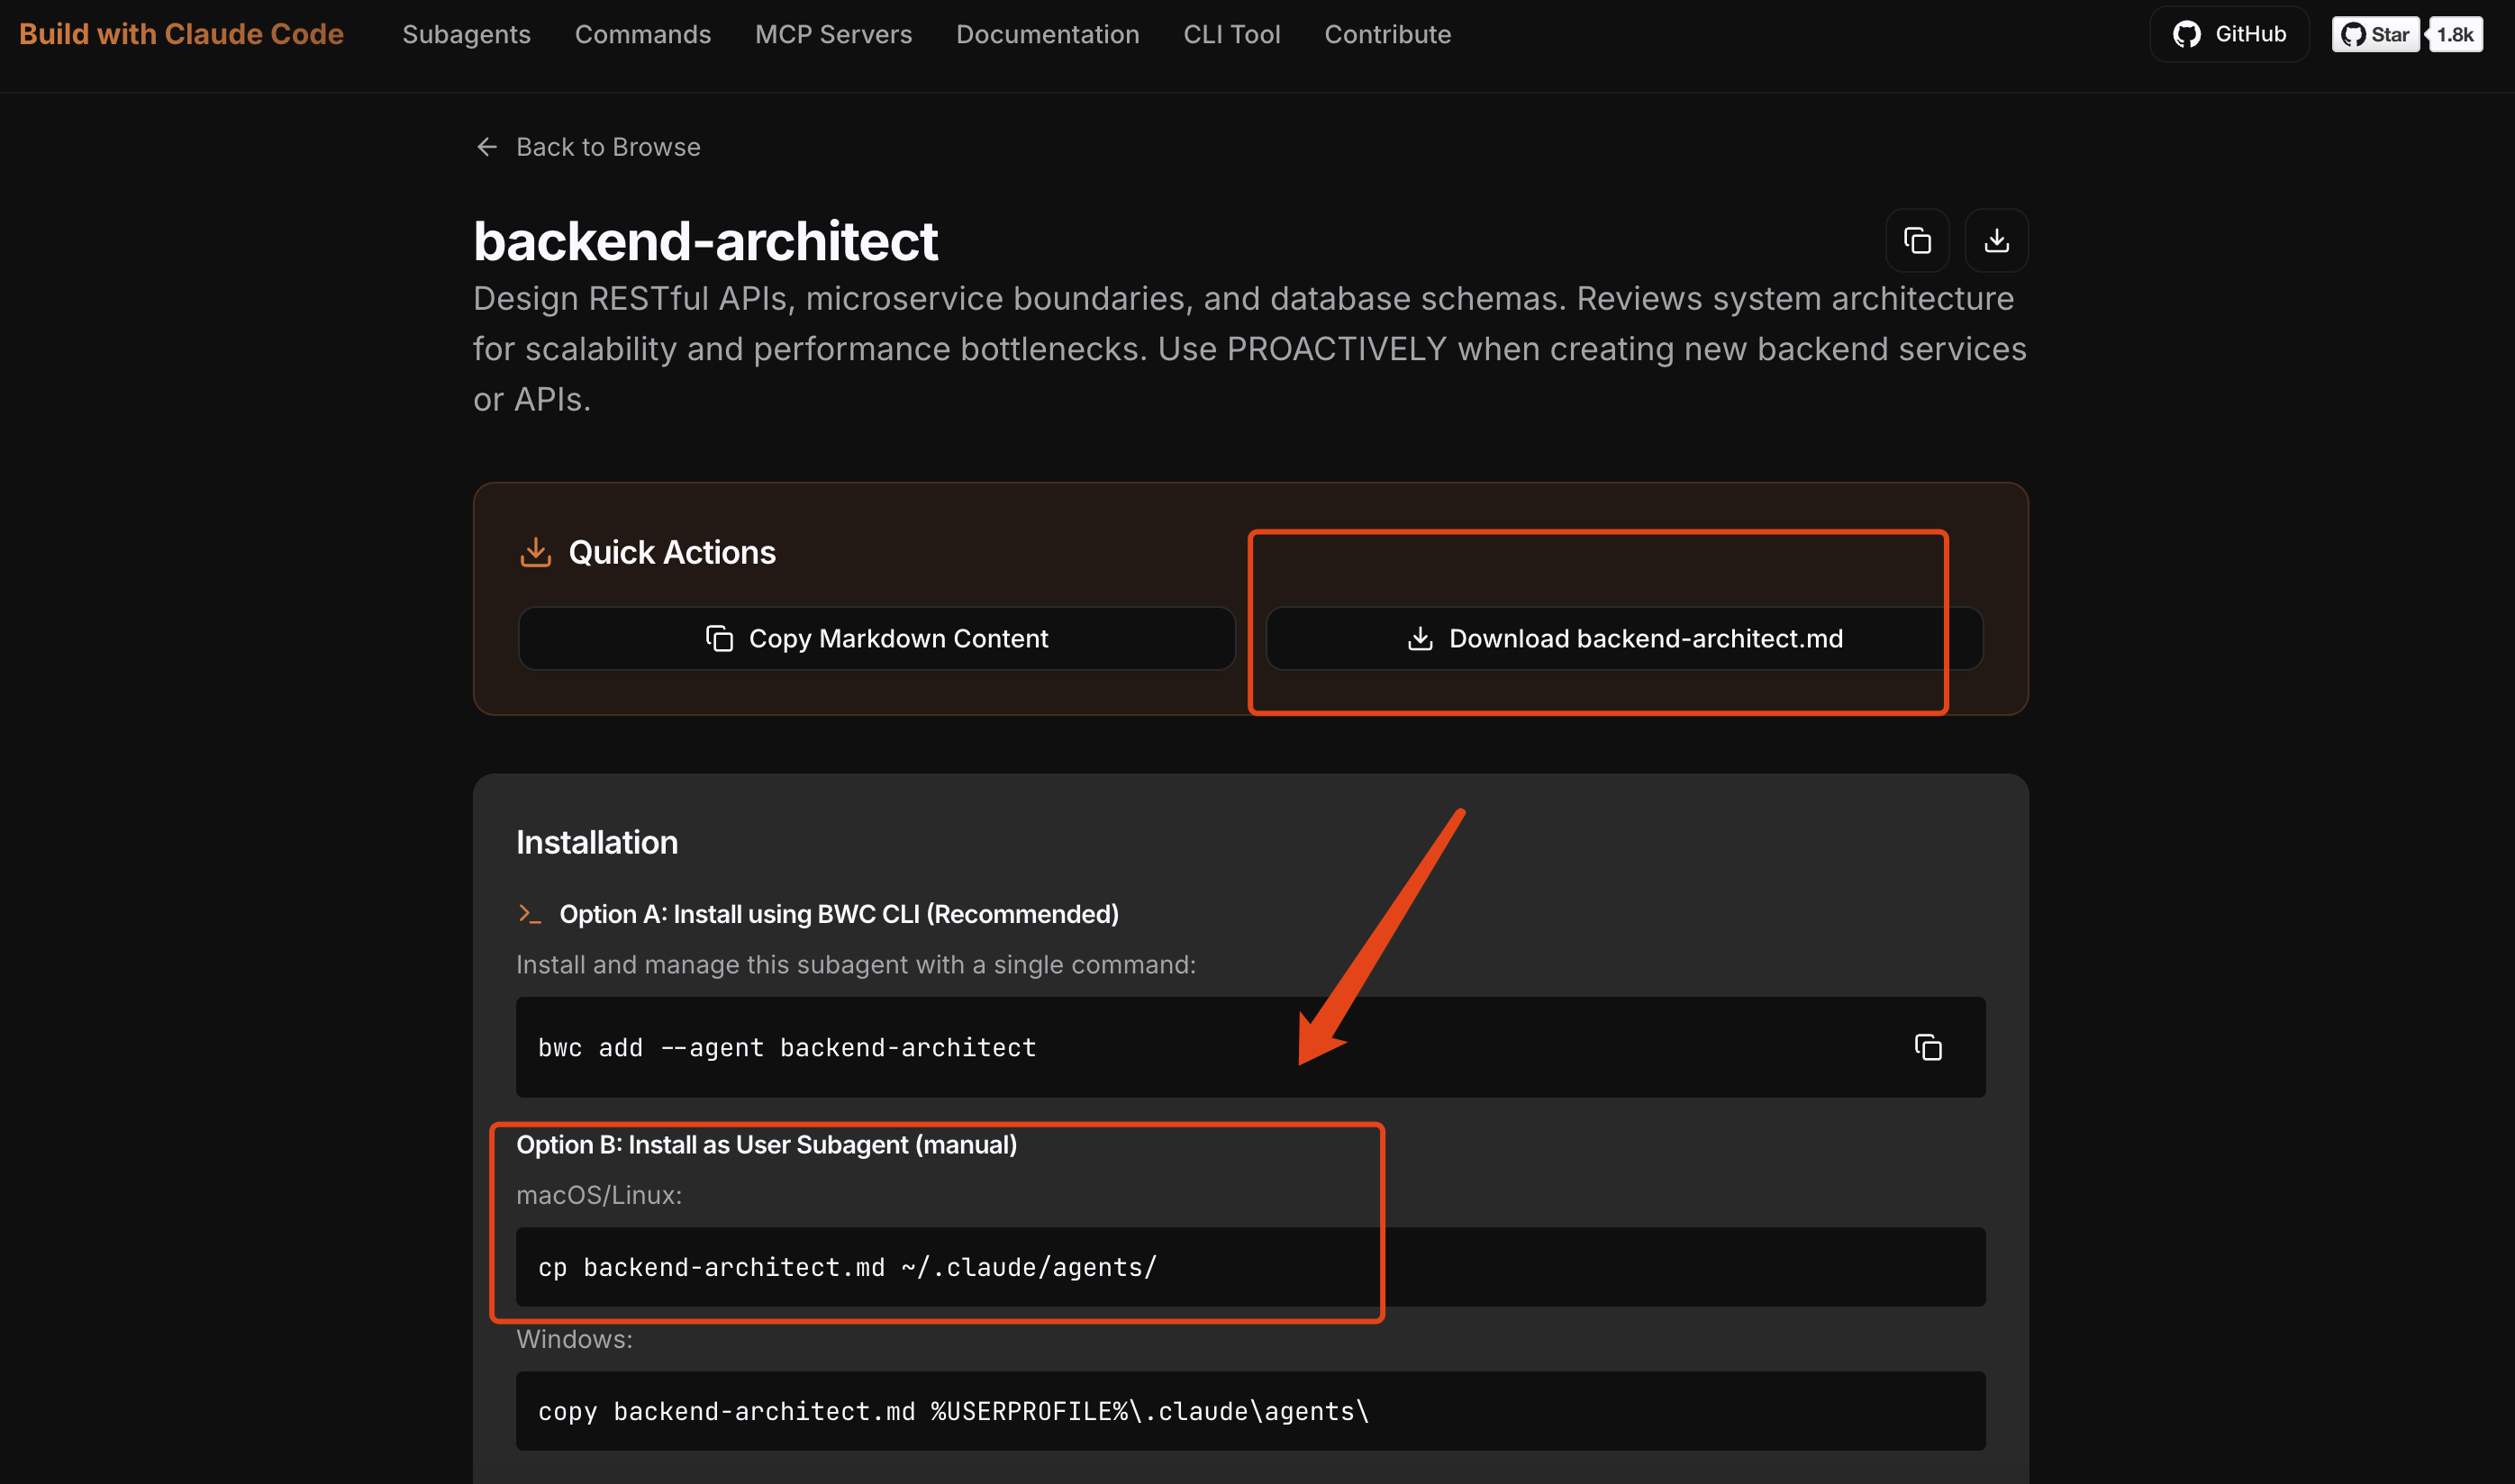 Build with Claude Code
Subagents
Commands
MCP Servers
Documentation
CLI Tool
Contribute
GitHub
Star
1.8k
Back to Browse
backend-architect
Design RESTful APIs, microservice boundaries, and database schemas. Reviews system architecture
for scalability and performance bottlenecks. Use PROACTIVELY when creating new backend services
or APIs.
Quick Actions
Copy Markdown Content
Download backend-architect.md
Installation
Option A: Install using BWC CLI (Recommended)
Install and manage this subagent with a single command:
bwc add --agent backend-architect
Option B: Install as User Subagent (manual)
macOS/Linux:
cp backend-architect.md ~/.claude/agents/
Windows:
copy backend-architect.md %USERPROFILE%\.claude\agents\